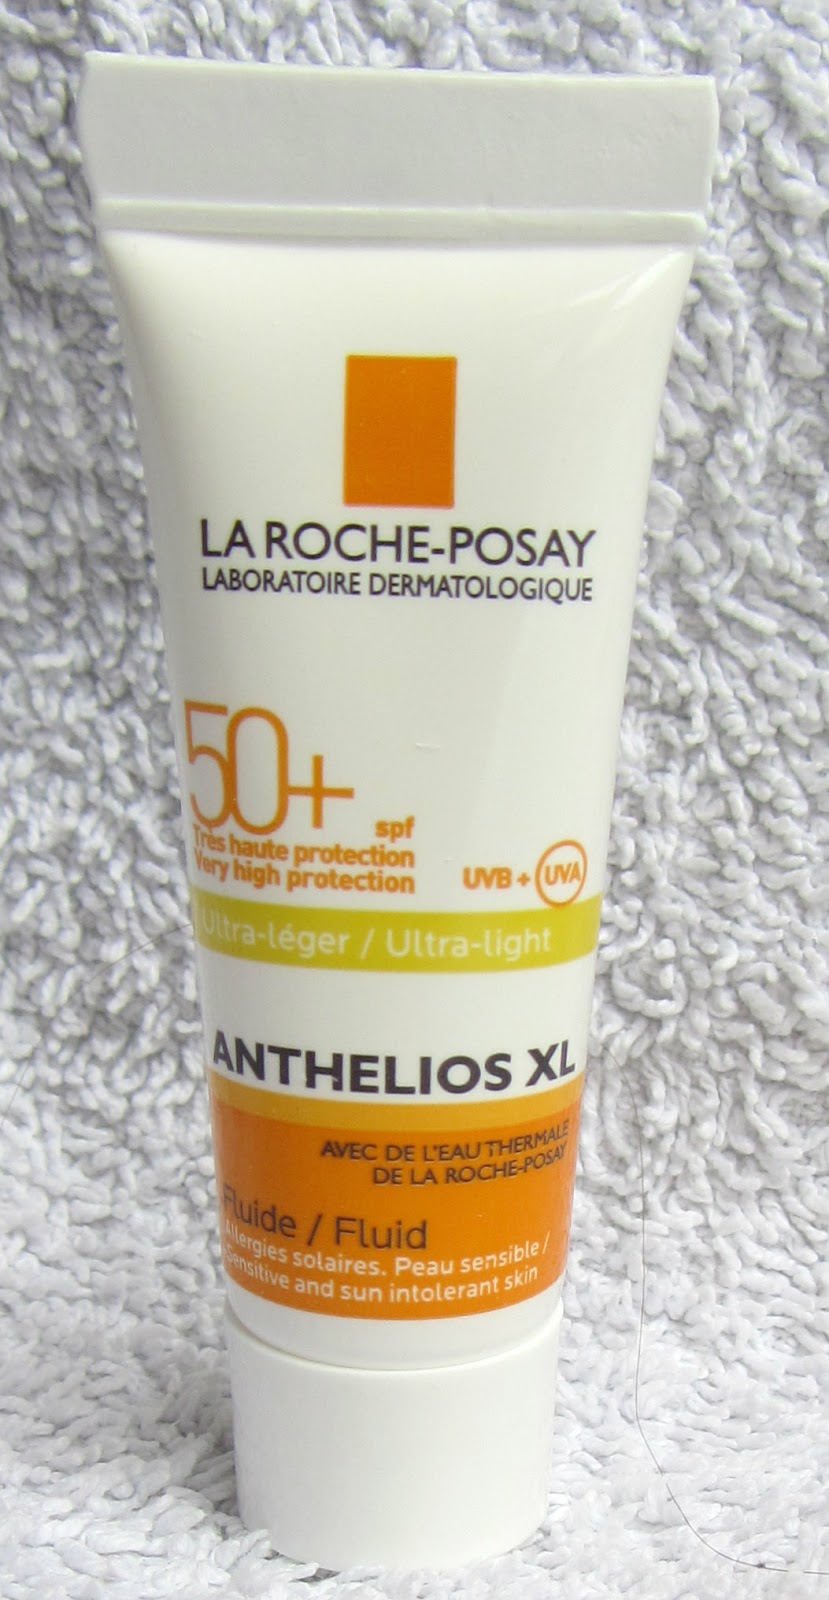 LA ROCHE-POSAY
LABORATOIRE DERMATOLOGIQUE
50+ spf
Très haute protection
Very high protection
UVB + UVA
Ultra-léger / Ultra-light
ANTHELIOS XL
AVEC DE L'EAU THERMALE
DE LA ROCHE-POSAY
Fluide / Fluid
Allergies solaires. Peau sensible /
Sensitive and sun intolerant skin